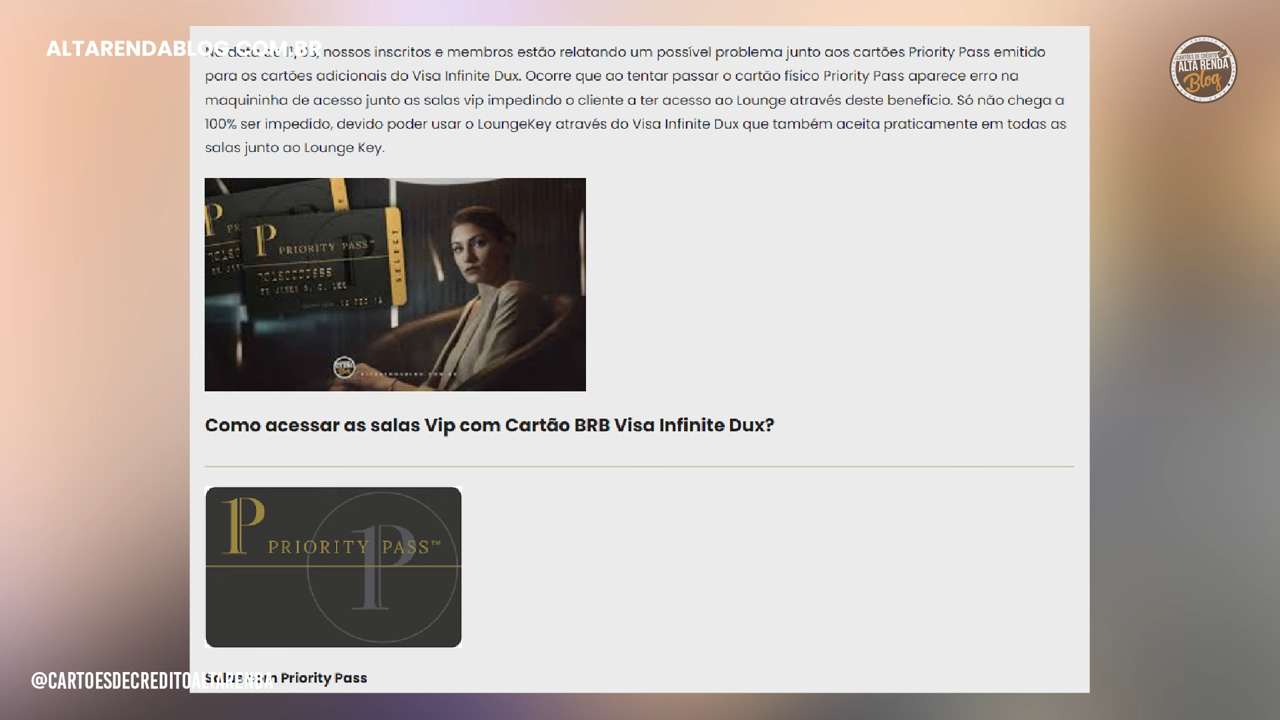 ALTARENDABLOG.COM.BR
nossos inscritos e membros estão relatando um possível problema junto aos cartões Priority Pass emitido
para os cartões adicionais do Visa Infinite Dux. Ocorre que ao tentar passar o cartão físico Priority Pass aparece erro na
maquininha de acesso junto as salas vip impedindo o cliente a ter acesso ao Lounge através deste benefício. Só não chega a
100% ser impedido, devido poder usar o LoungeKey através do Visa Infinite Dux que também aceita praticamente em todas as
salas junto ao Lounge Key.
CARTÕES DE CRÉDITO
ALTA RENDA
Blog
PRIORITY PASS
SELECT
Como acessar as salas Vip com Cartão BRB Visa Infinite Dux?
PRIORITY PASS™
Priority Pass
@CARTOESDECREDITOALTARENDA